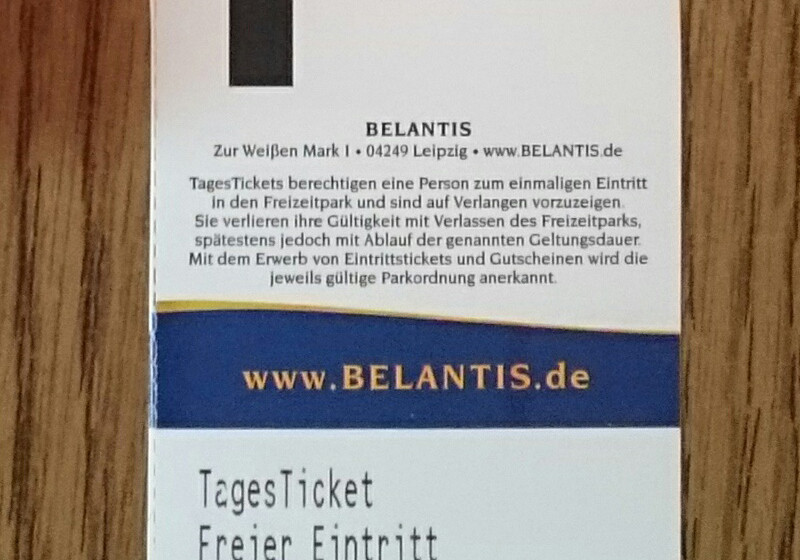 BELANTIS
Zur Weißen Mark 1 • 04249 Leipzig • www.BELANTIS.de
TagesTickets berechtigen eine Person zum einmaligen Eintritt
in den Freizeitpark und sind auf Verlangen vorzuzeigen.
Sie verlieren ihre Gültigkeit mit Verlassen des Freizeitparks,
spätestens jedoch mit Ablauf der genannten Geltungsdauer.
Mit dem Erwerb von Eintrittstickets und Gutscheinen wird die
jeweils gültige Parkordnung anerkannt.
www.BELANTIS.de
TagesTicket
Freier Eintritt